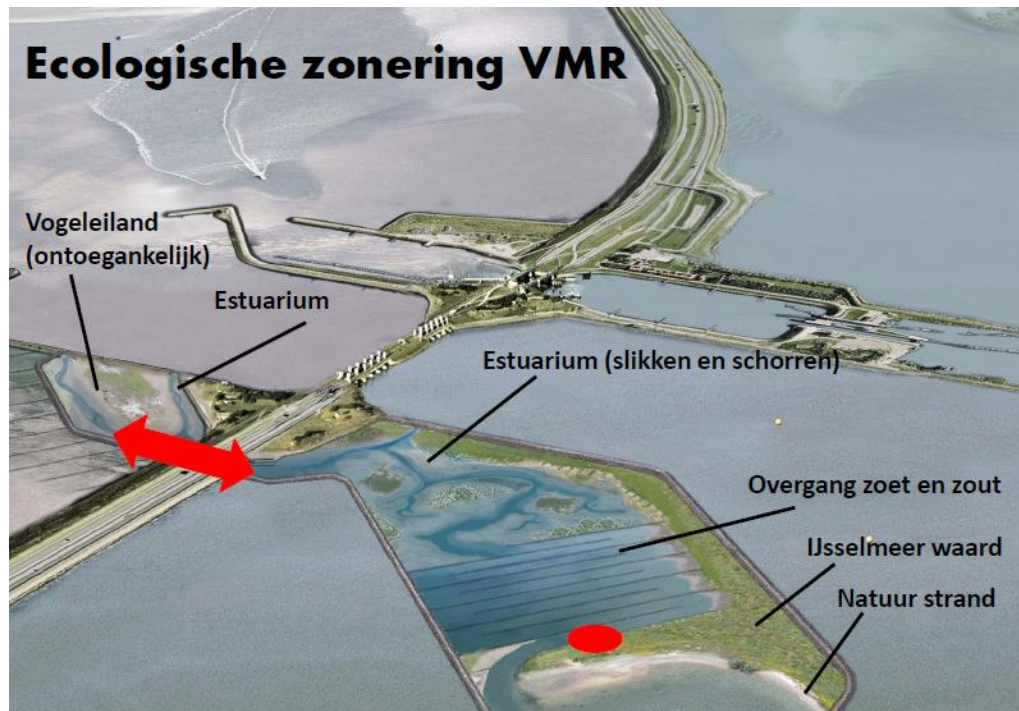 Ecologische zonering VMR
Vogeleiland
(ontoegankelijk)
Estuarium
Estuarium (slikken en schorren)
Overgang zoet en zout
IJsselmeer waard
Natuur strand